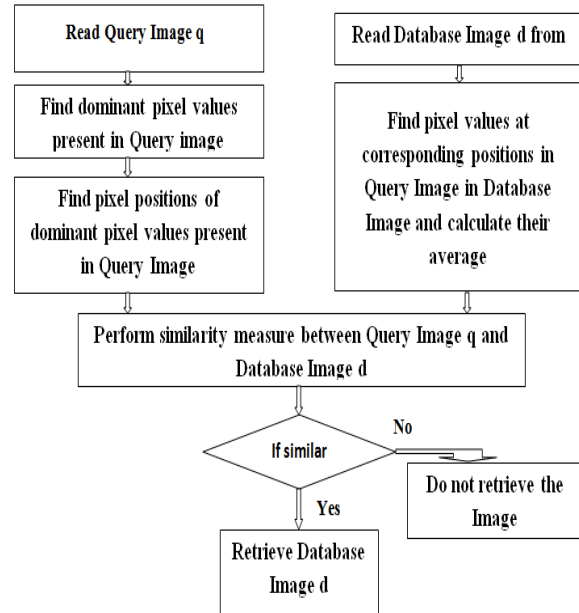 Read Query Image q
Find dominant pixel values
present in Query image
Find pixel positions of
dominant pixel values present
in Query Image
Read Database Image d from
Find pixel values at
corresponding positions in
Query Image in Database
Image and calculate their
average
Perform similarity measure between Query Image q and
Database Image d
If similar
No
Do not retrieve the
Image
Yes
Retrieve Database
Image d